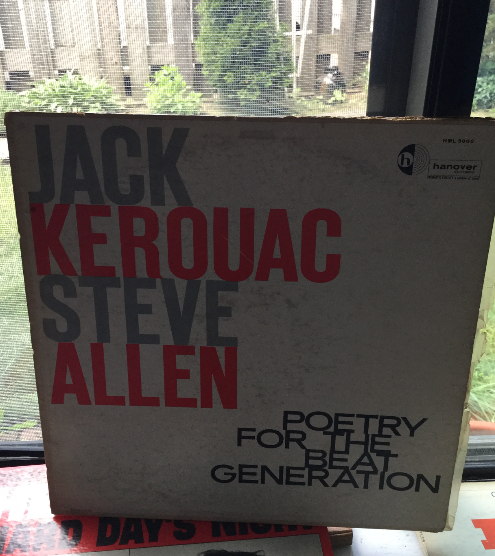 JACK
KEROUAC
STEVE
ALLEN
h hanover
POETRY
FOR THE
BEAT
GENERATION
DAY'S NIGHT